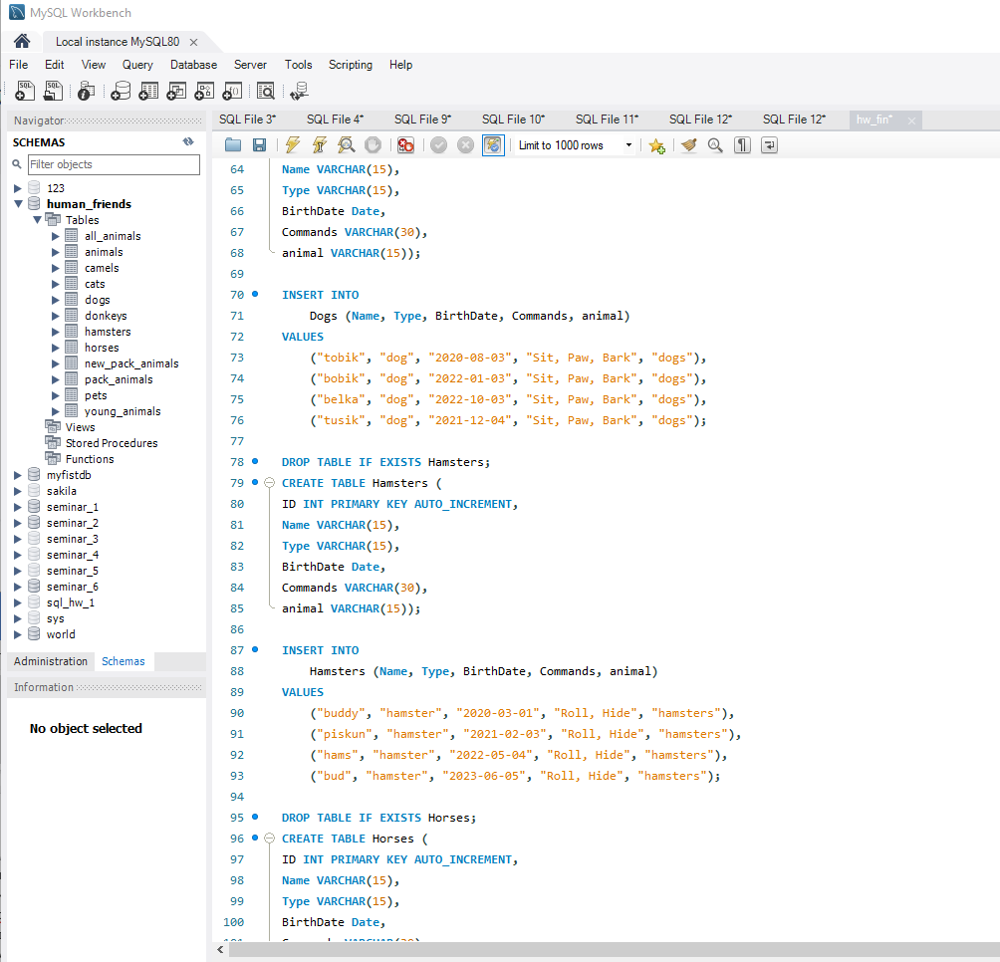 MySQL Workbench
Local instance MySQL80
File Edit View Query Database Server Tools Scripting Help
Navigator
SCHEMAS
Filter objects
123
human_friends
Tables
all_animals
animals
camels
cats
dogs
donkeys
hamsters
horses
new_pack_animals
pack_animals
pets
young_animals
Views
Stored Procedures
Functions
myfistdb
sakila
seminar_1
seminar_2
seminar_3
seminar_4
seminar_5
seminar_6
sql_hw_1
sys
world
Administration Schemas
Information
No object selected
SQL File 3* SQL File 4* SQL File 9* SQL File 10* SQL File 11* SQL File 12* SQL File 12* hw_fin*
Limit to 1000 rows
64 Name VARCHAR(15),
65 Type VARCHAR(15),
66 BirthDate Date,
67 Commands VARCHAR(30),
68 animal VARCHAR(15));
69
70 INSERT INTO
71 Dogs (Name, Type, BirthDate, Commands, animal)
72 VALUES
73 ("tobik", "dog", "2020-08-03", "Sit, Paw, Bark", "dogs"),
74 ("bobik", "dog", "2022-01-03", "Sit, Paw, Bark", "dogs"),
75 ("belka", "dog", "2022-10-03", "Sit, Paw, Bark", "dogs"),
76 ("tusik", "dog", "2021-12-04", "Sit, Paw, Bark", "dogs");
77
78 DROP TABLE IF EXISTS Hamsters;
79 CREATE TABLE Hamsters (
80 ID INT PRIMARY KEY AUTO_INCREMENT,
81 Name VARCHAR(15),
82 Type VARCHAR(15),
83 BirthDate Date,
84 Commands VARCHAR(30),
85 animal VARCHAR(15));
86
87 INSERT INTO
88 Hamsters (Name, Type, BirthDate, Commands, animal)
89 VALUES
90 ("buddy", "hamster", "2020-03-01", "Roll, Hide", "hamsters"),
91 ("piskun", "hamster", "2021-02-03", "Roll, Hide", "hamsters"),
92 ("hams", "hamster", "2022-05-04", "Roll, Hide", "hamsters"),
93 ("bud", "hamster", "2023-06-05", "Roll, Hide", "hamsters");
94
95 DROP TABLE IF EXISTS Horses;
96 CREATE TABLE Horses (
97 ID INT PRIMARY KEY AUTO_INCREMENT,
98 Name VARCHAR(15),
99 Type VARCHAR(15),
100 BirthDate Date,